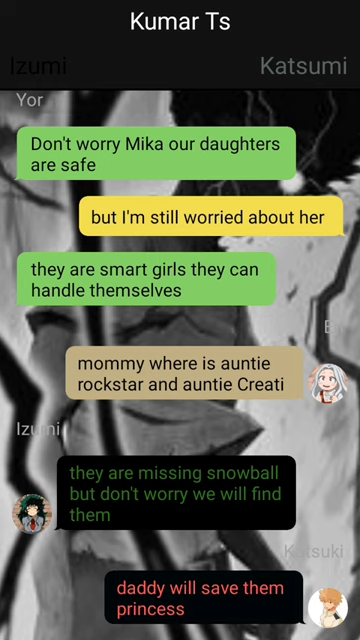 Kumar Ts
Izumi
Katsumi
Yor
Don't worry Mika our daughters
are safe
but I'm still worried about her
they are smart girls they can
handle themselves
E
mommy where is auntie
rockstar and auntie Creati
Izumi
they are missing snowball
but don't worry we will find
them
Katsuki
daddy will save them
princess